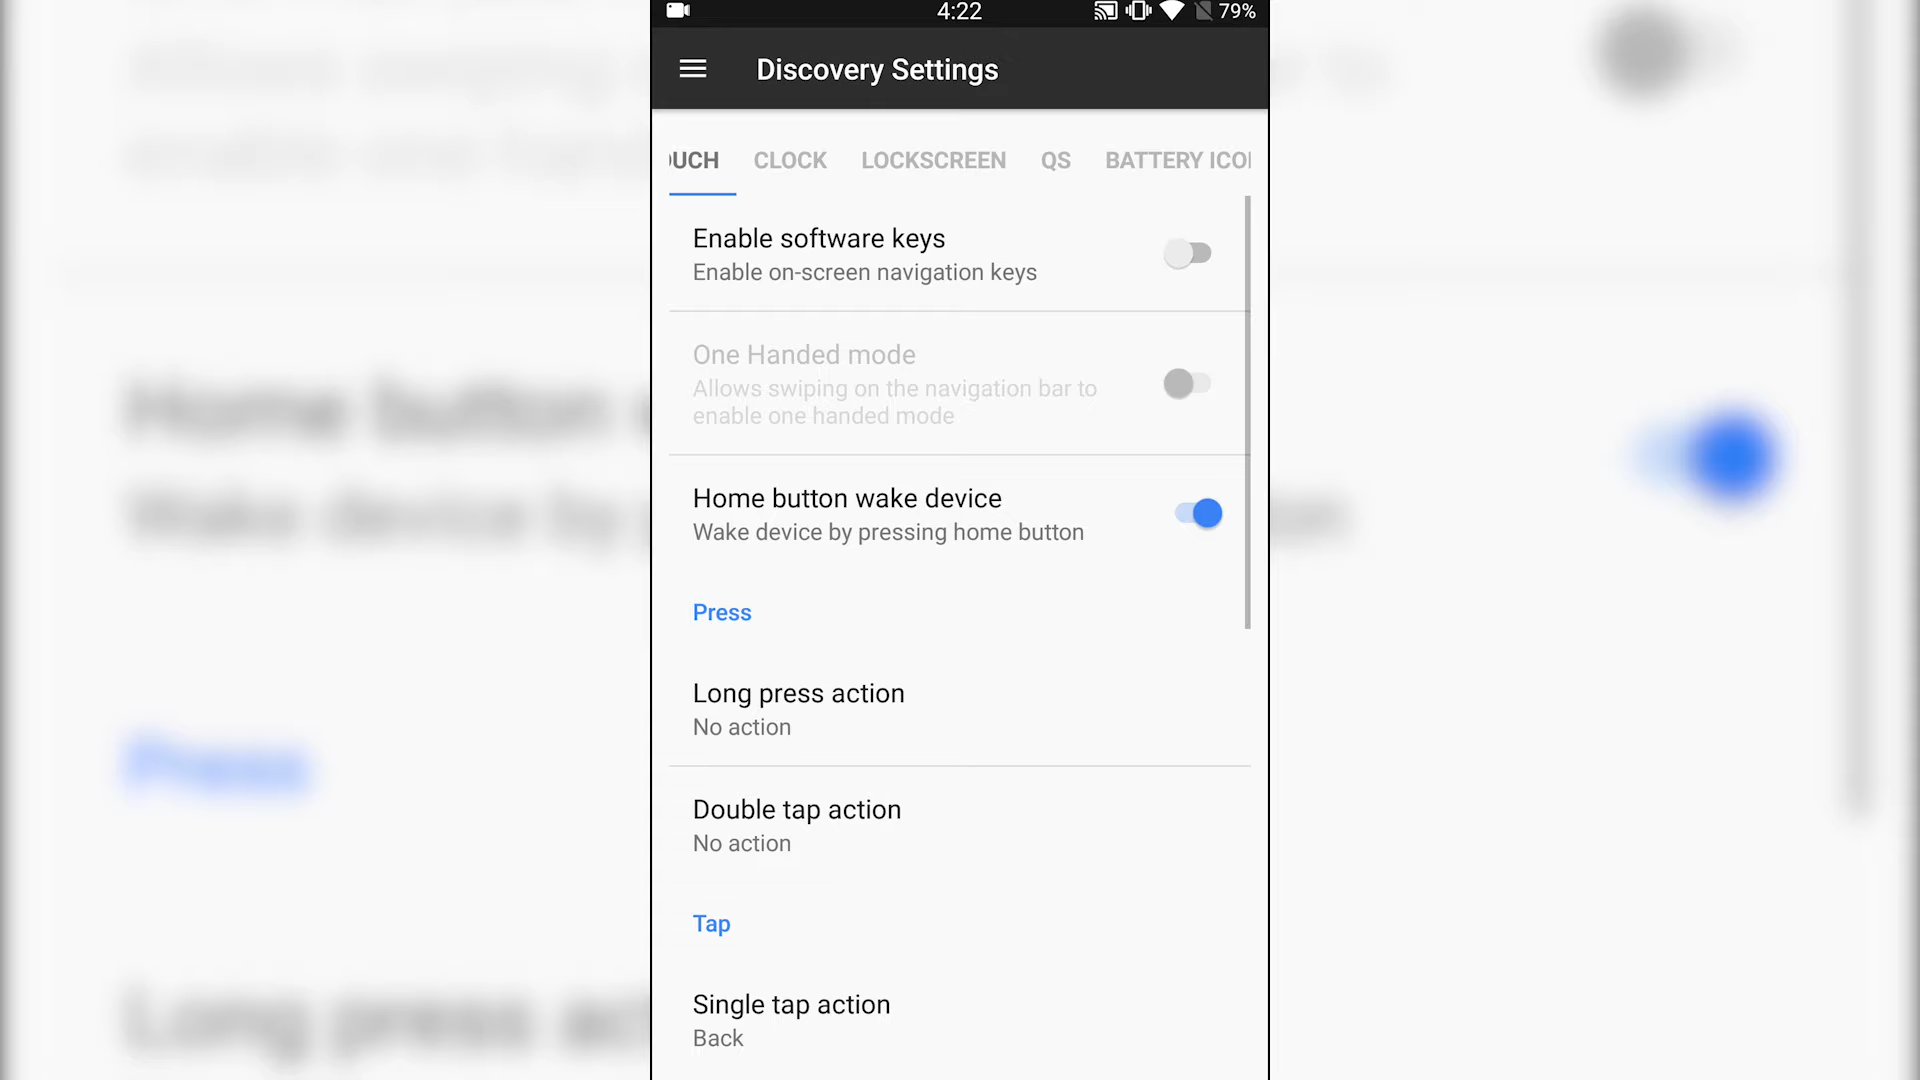 4:22
79%
Discovery Settings
OUCH CLOCK LOCKSCREEN QS BATTERY ICO
Enable software keys
Enable on-screen navigation keys
One Handed mode
Allows swiping on the navigation bar to
enable one handed mode
Home button wake device
Wake device by pressing home button
Press
Long press action
No action
Double tap action
No action
Tap
Single tap action
Back